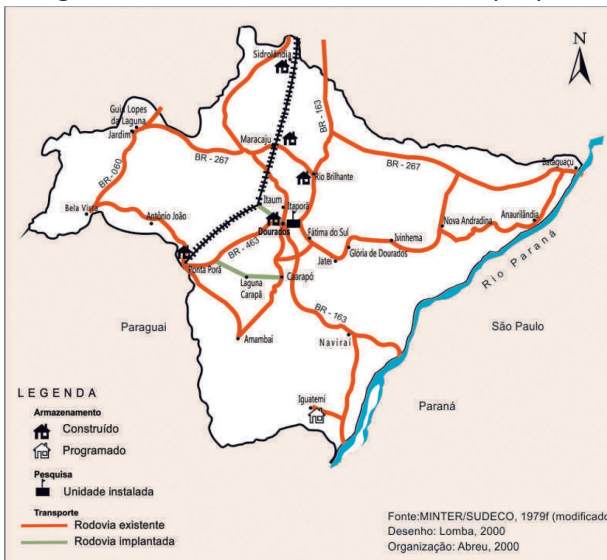 N
Sidrolândia
BR - 163
Guia Lopes
da Laguna
Jardim
Maracaju
BR - 267
BR - 267
Rio Brilhante
Bataguaçu
BR - 060
Bela Vista
Antônio João
Itaum
Itaporã
Dourados
Fátima do Sul
Ivinhema
Nova Andradina
Anaurilândia
Glória de Dourados
Jateí
BR - 463
Ponta Porã
Laguna
Carapã
Caarapó
Rio Paraná
Paraguai
São Paulo
BR - 163
Amambaí
Naviraí
Iguatemi
Paraná
LEGENDA
Armazenamento
Construído
Programado
Pesquisa
Unidade instalada
Transporte
Rodovia existente
Rodovia implantada
Fonte:MINTER/SUDECO, 1979f (modificado
Desenho: Lomba, 2000
Organização: Abreu, 2000